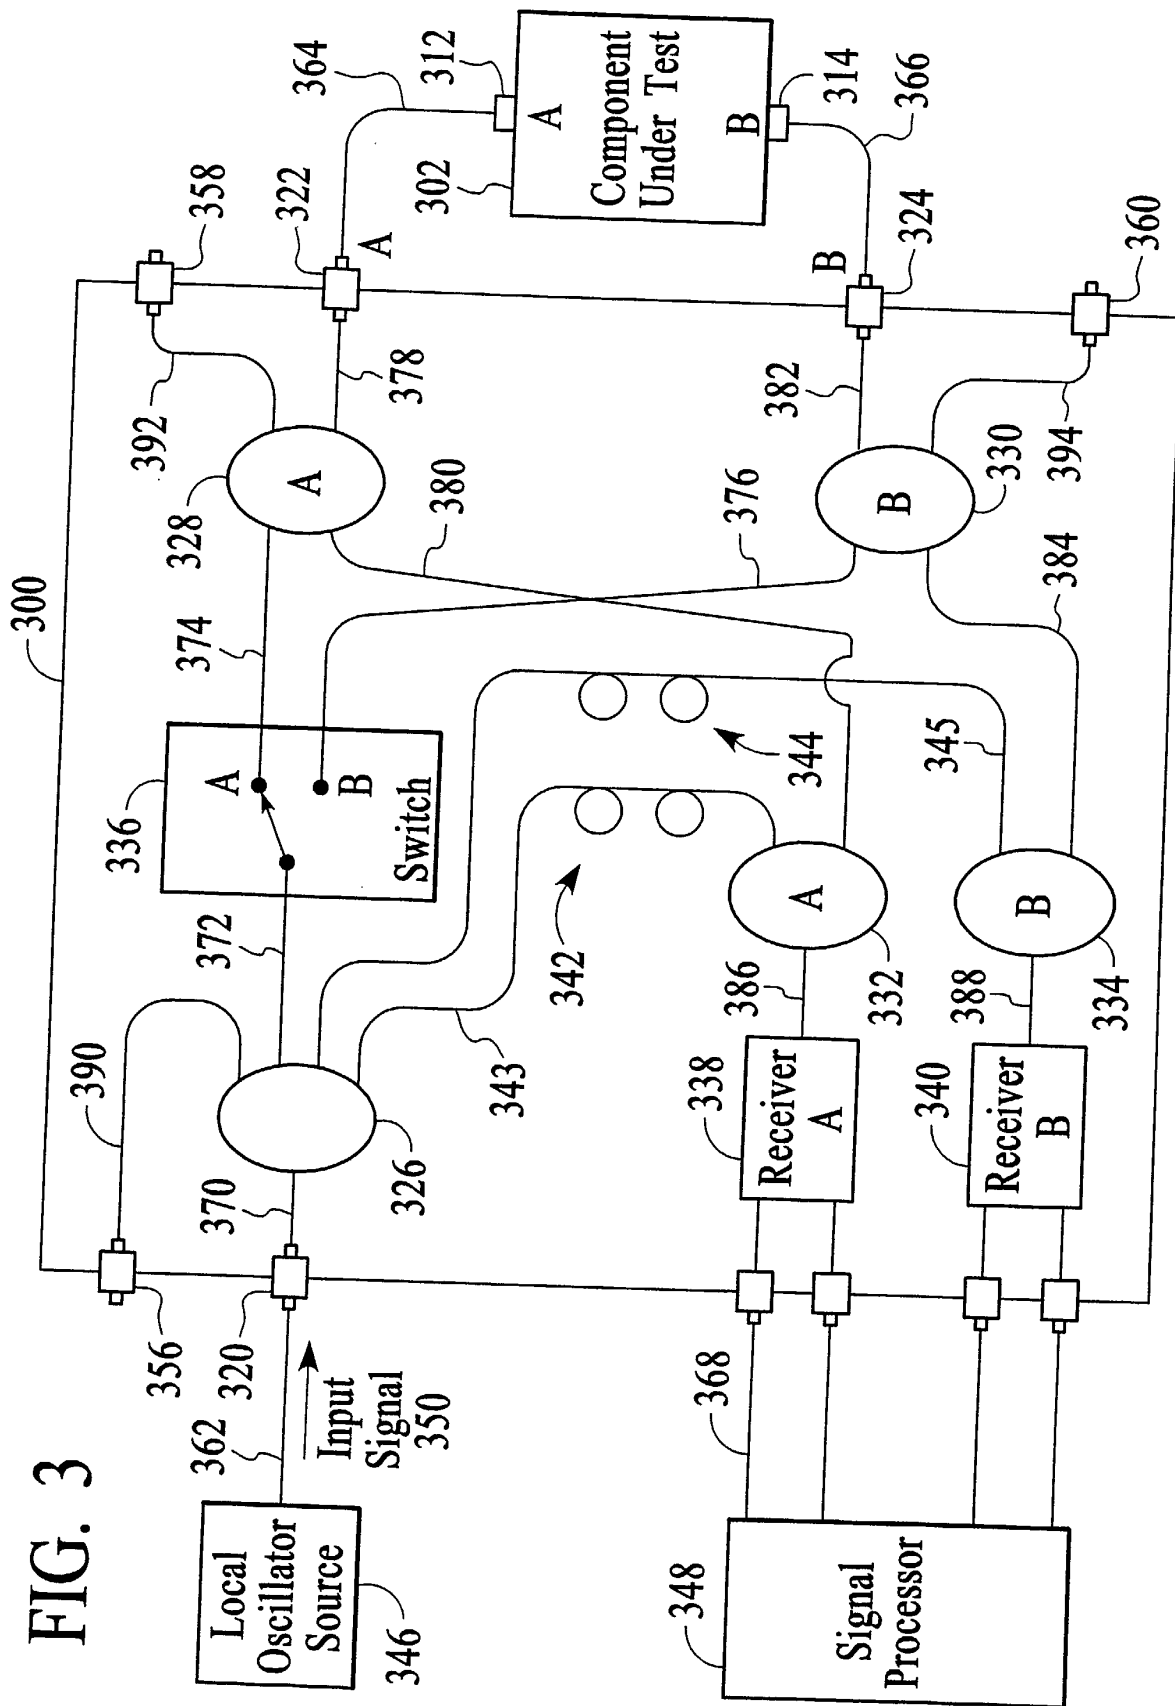 FIG. 3
300
390
356
370
320
362
Input
Signal
350
Local
Oscillator
Source
346
326
372
336
A
B
Switch
374
328
A
392
358
322
A
364
312
302
A
Component
Under Test
B
314
366
378
380
376
382
B
324
360
394
330
B
384
343
342
344
345
A
332
386
338
Receiver
A
B
334
388
340
Receiver
B
368
348
Signal
Processor